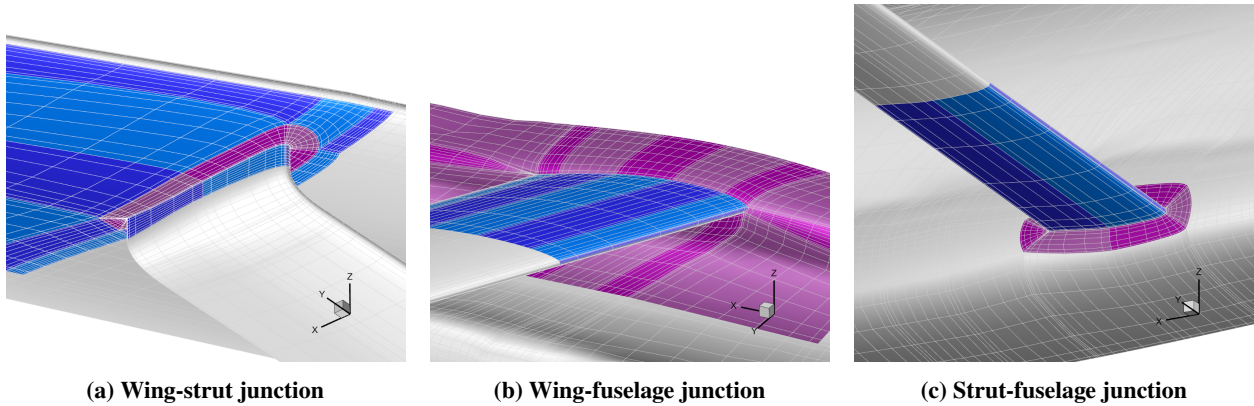 Z
Y
X
Z
X
Y
Z
Y
X
(a) Wing-strut junction
(b) Wing-fuselage junction
(c) Strut-fuselage junction